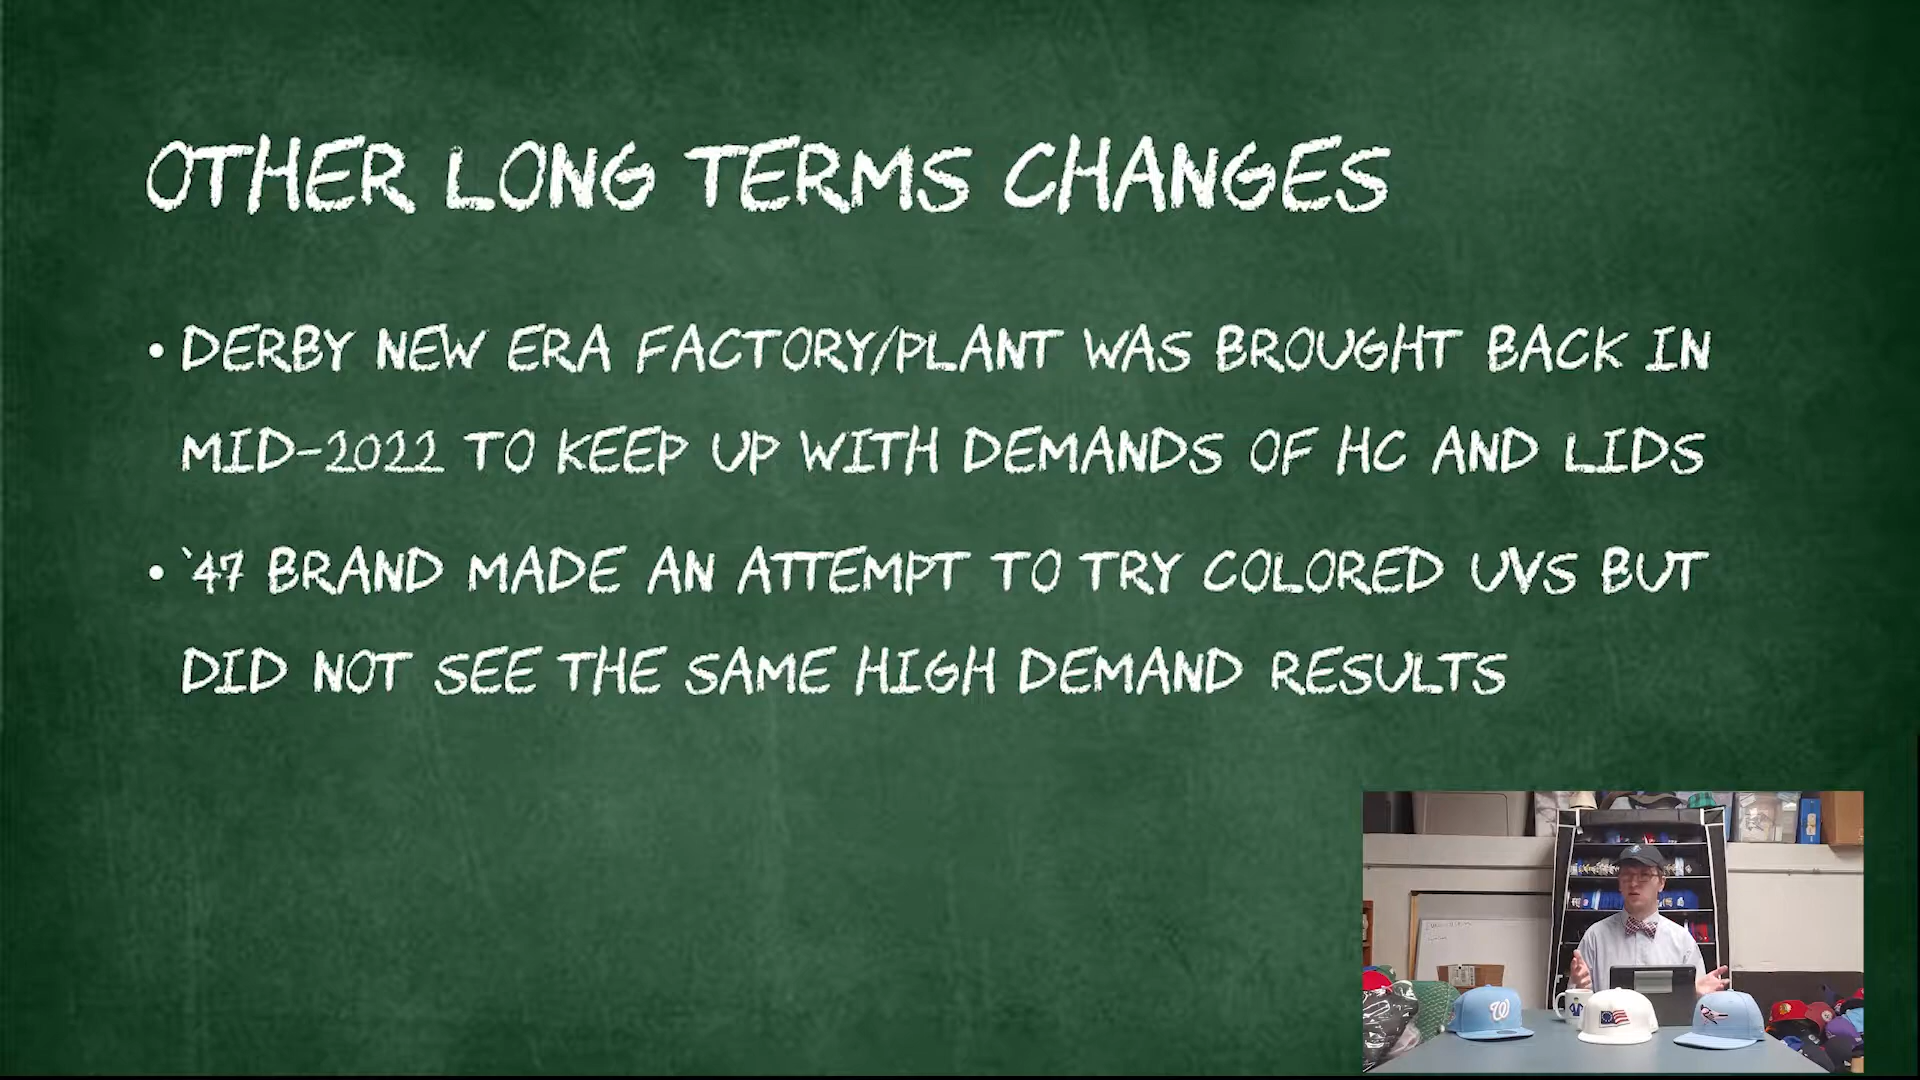 OTHER LONG TERMS CHANGES
• DERBY NEW ERA FACTORY/PLANT WAS BROUGHT BACK IN
MID-2022 TO KEEP UP WITH DEMANDS OF HC AND LIDS
• `47 BRAND MADE AN ATTEMPT TO TRY COLORED UVS BUT
DID NOT SEE THE SAME HIGH DEMAND RESULTS
W